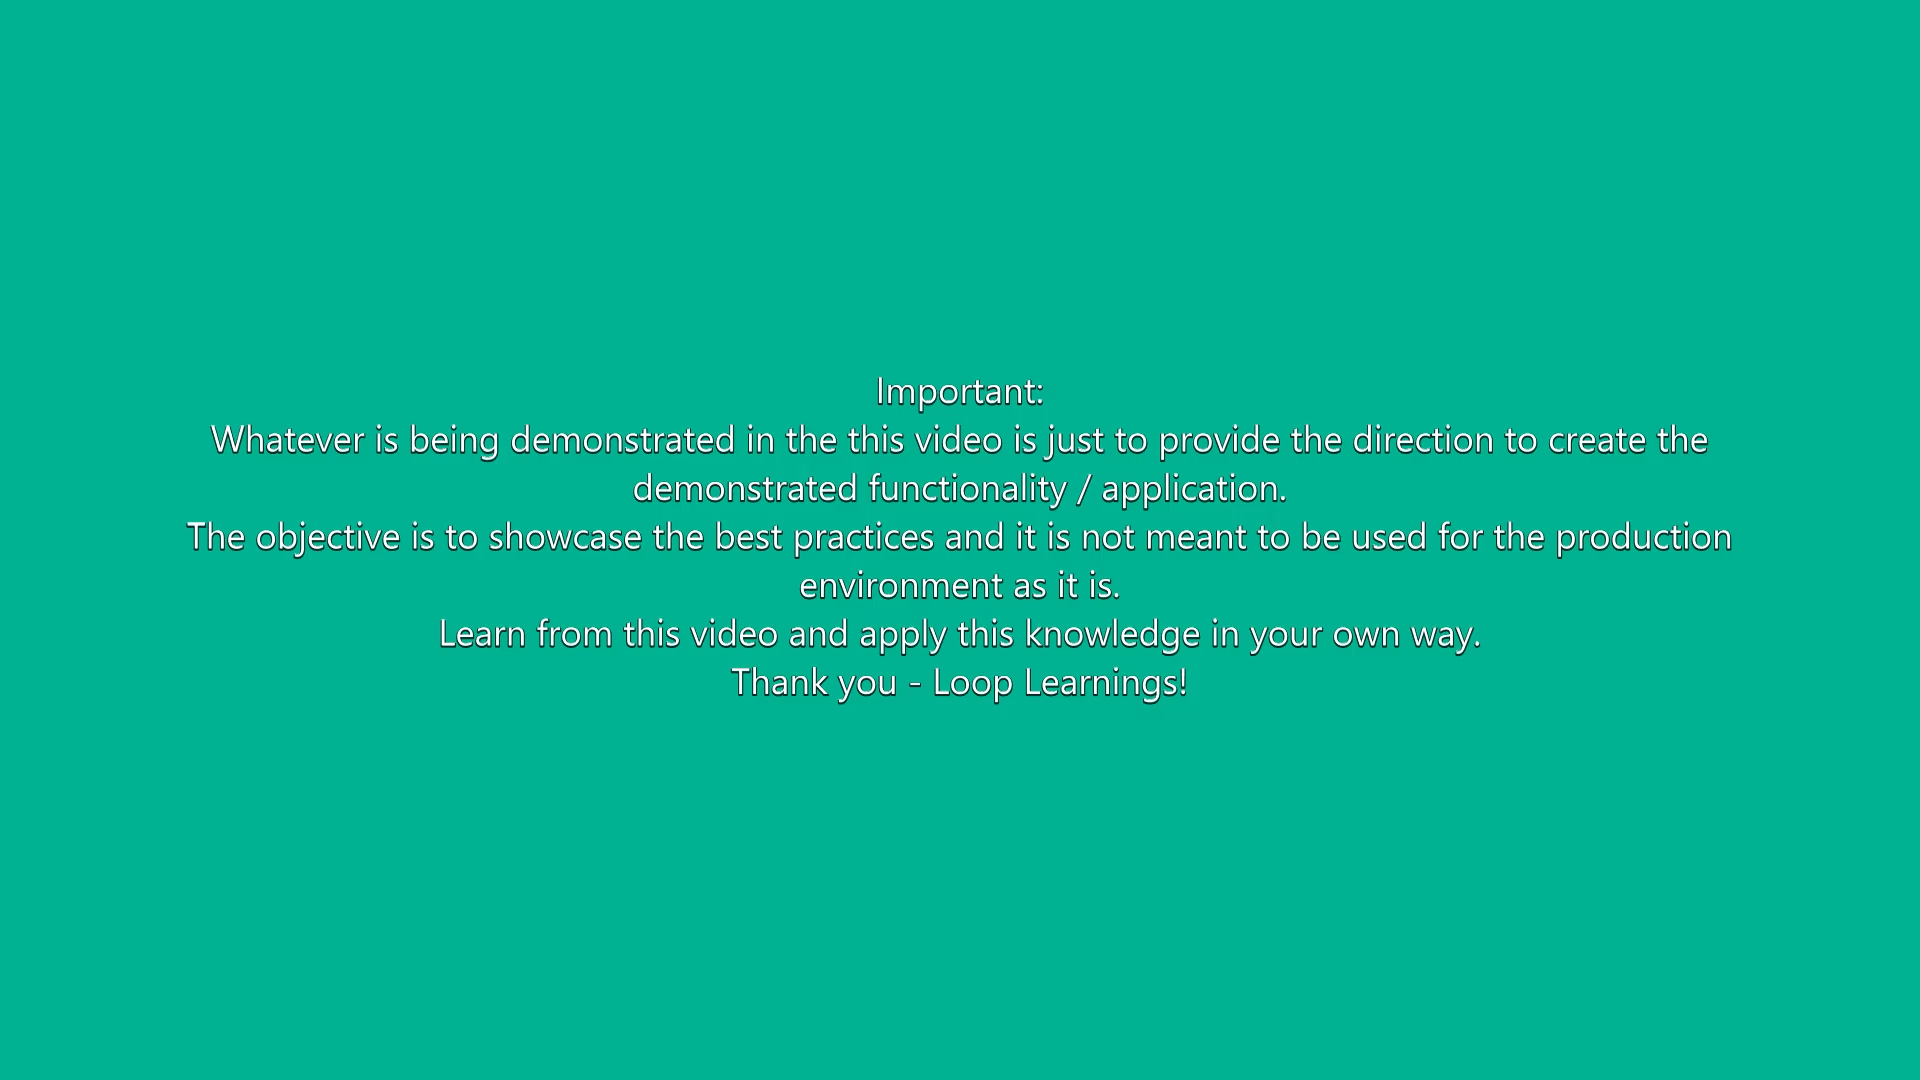 Important:
Whatever is being demonstrated in the this video is just to provide the direction to create the
demonstrated functionality / application.
The objective is to showcase the best practices and it is not meant to be used for the production
environment as it is.
Learn from this video and apply this knowledge in your own way.
Thank you - Loop Learnings!